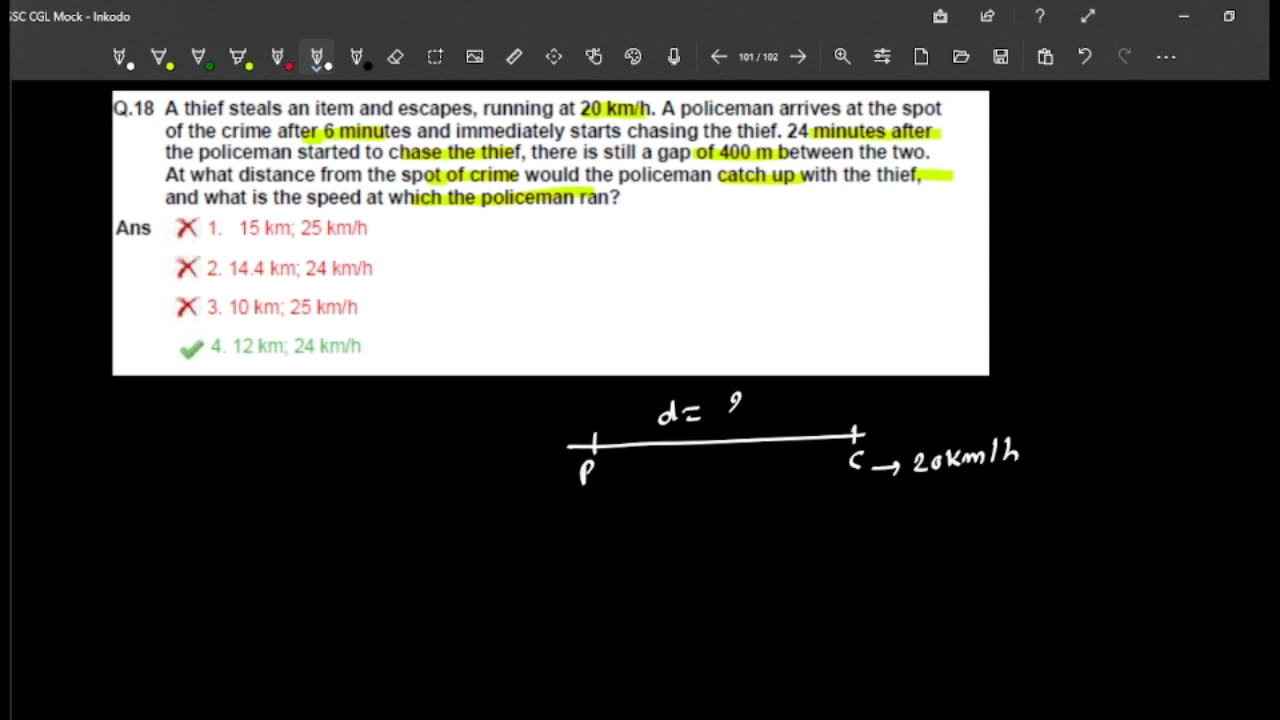 SSC CGL Mock - Inkodo
101 / 102
Q.18 A thief steals an item and escapes, running at 20 km/h. A policeman arrives at the spot
of the crime after 6 minutes and immediately starts chasing the thief. 24 minutes after
the policeman started to chase the thief, there is still a gap of 400 m between the two.
At what distance from the spot of crime would the policeman catch up with the thief,
and what is the speed at which the policeman ran?
Ans 1. 15 km; 25 km/h
2. 14.4 km; 24 km/h
3. 10 km; 25 km/h
4. 12 km; 24 km/h
d = ?
P C → 20km/h